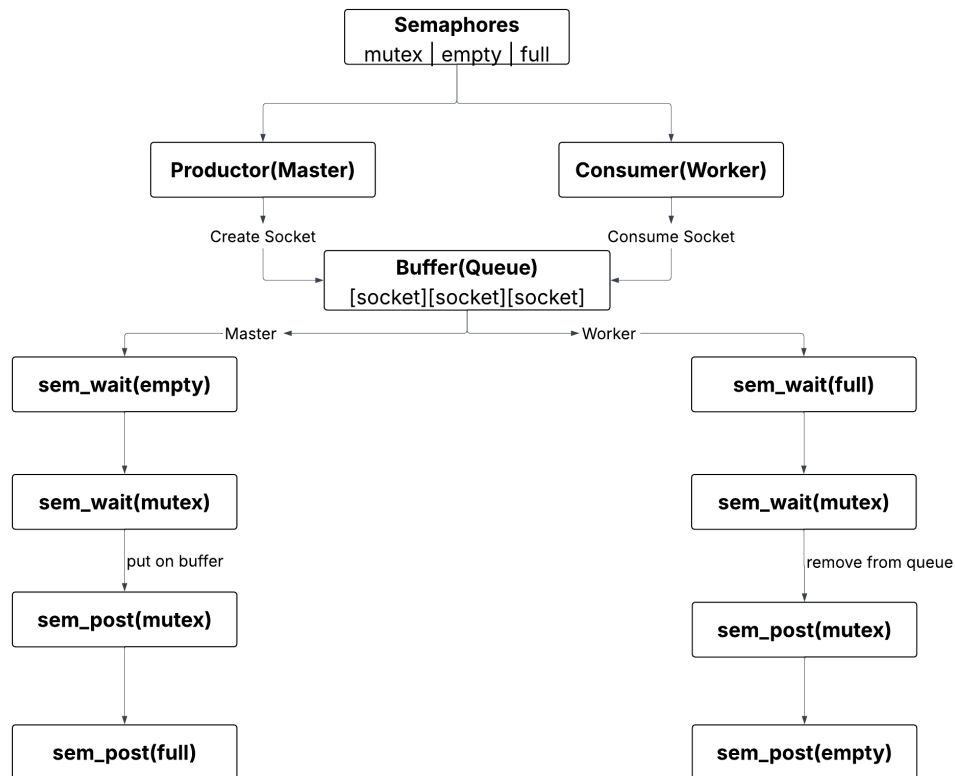 Semaphores
mutex | empty | full
Productor(Master)
Consumer(Worker)
Create Socket
Consume Socket
Buffer(Queue)
[socket][socket][socket]
Master
Worker
sem_wait(empty)
sem_wait(full)
sem_wait(mutex)
sem_wait(mutex)
put on buffer
remove from queue
sem_post(mutex)
sem_post(mutex)
sem_post(full)
sem_post(empty)